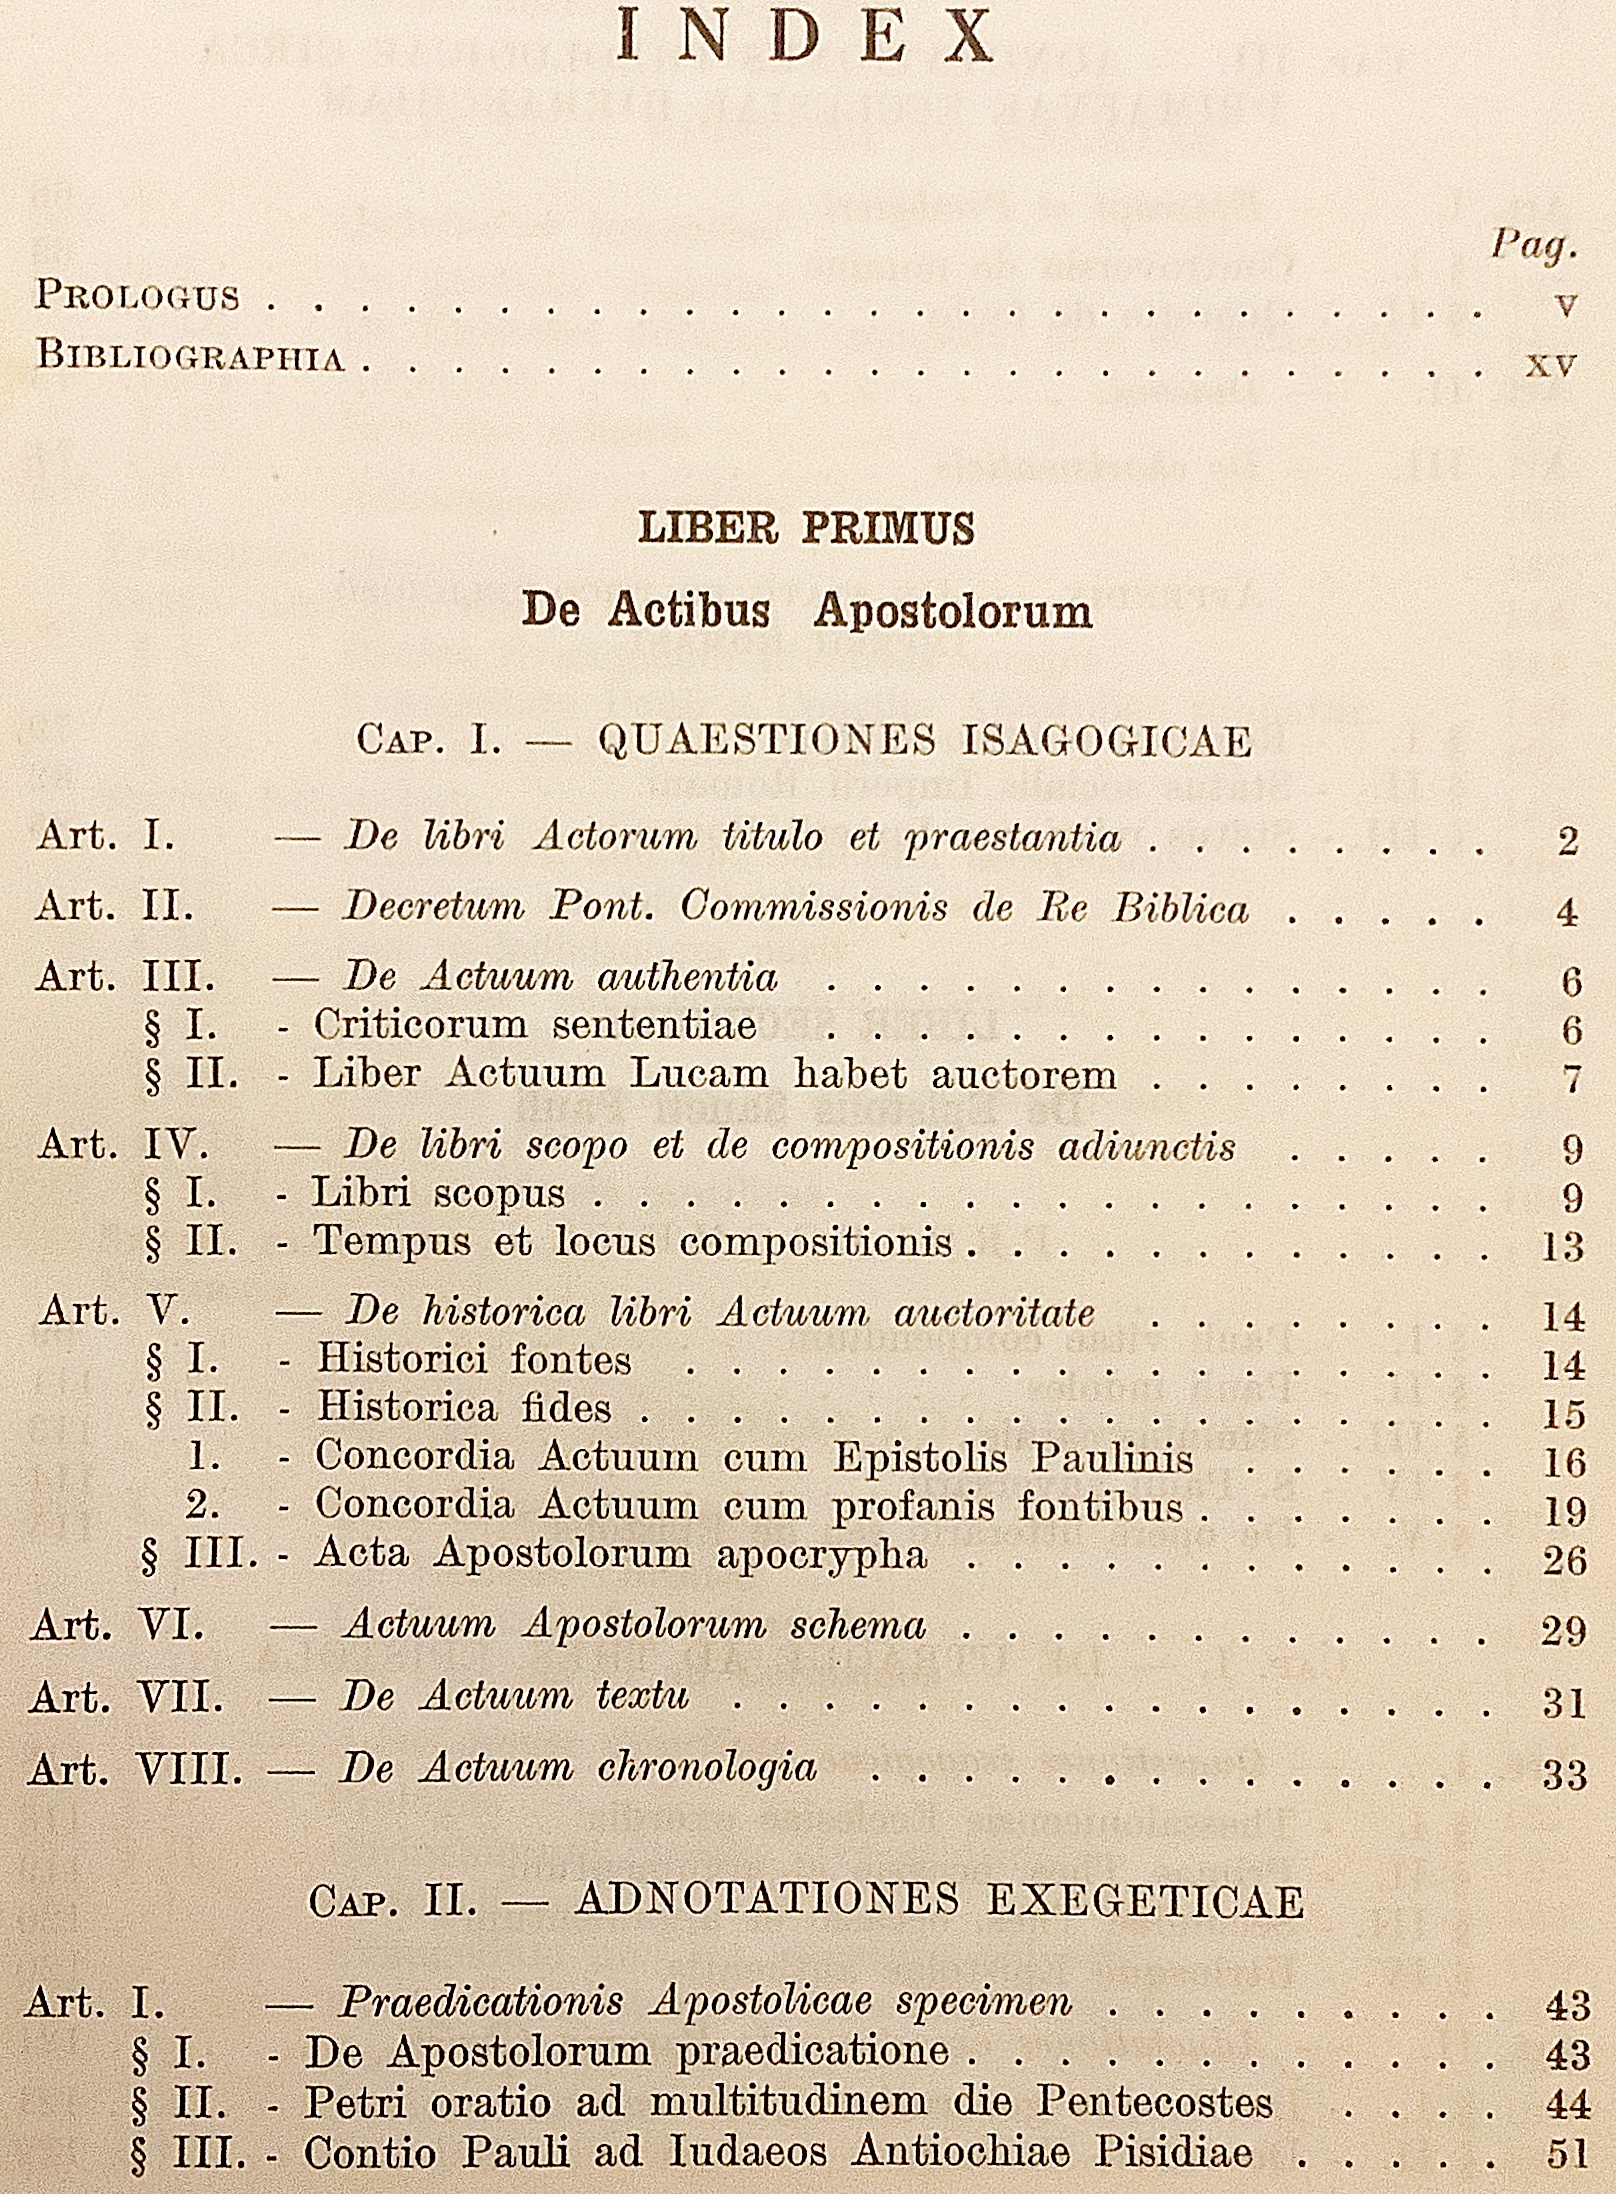 INDEX
Pag.
PROLOGUS . . . . . . . . . . . . . . . . . . . . . . . . . . . V
BIBLIOGRAPHIA . . . . . . . . . . . . . . . . . . . . . . . . . XV
LIBER PRIMUS
De Actibus Apostolorum
CAP. I. — QUAESTIONES ISAGOGICAE
Art. I. — De libri Actorum titulo et praestantia . . . . . . . . 2
Art. II. — Decretum Pont. Commissionis de Re Biblica . . . . . 4
Art. III. — De Actuum authentia . . . . . . . . . . . . . . . 6
§ I. - Criticorum sententiae . . . . . . . . . . . . . . . 6
§ II. - Liber Actuum Lucam habet auctorem . . . . . . . . 7
Art. IV. — De libri scopo et de compositionis adiunctis . . . . . 9
§ I. - Libri scopus . . . . . . . . . . . . . . . . . . . . 9
§ II. - Tempus et locus compositionis . . . . . . . . . . . . 13
Art. V. — De historica libri Actuum auctoritate . . . . . . . . 14
§ I. - Historici fontes . . . . . . . . . . . . . . . . . . 14
§ II. - Historica fides . . . . . . . . . . . . . . . . . . . 15
1. - Concordia Actuum cum Epistolis Paulinis . . . . . . 16
2. - Concordia Actuum cum profanis fontibus . . . . . . . 19
§ III. - Acta Apostolorum apocrypha . . . . . . . . . . . . 26
Art. VI. — Actuum Apostolorum schema . . . . . . . . . . . . 29
Art. VII. — De Actuum textu . . . . . . . . . . . . . . . . . 31
Art. VIII. — De Actuum chronologia . . . . . . . . . . . . . . 33
CAP. II. — ADNOTATIONES EXEGETICAE
Art. I. — Praedicationis Apostolicae specimen . . . . . . . . . 43
§ I. - De Apostolorum praedicatione . . . . . . . . . . . . 43
§ II. - Petri oratio ad multitudinem die Pentecostes . . . . 44
§ III. - Contio Pauli ad Iudaeos Antiochiae Pisidiae . . . . . 51